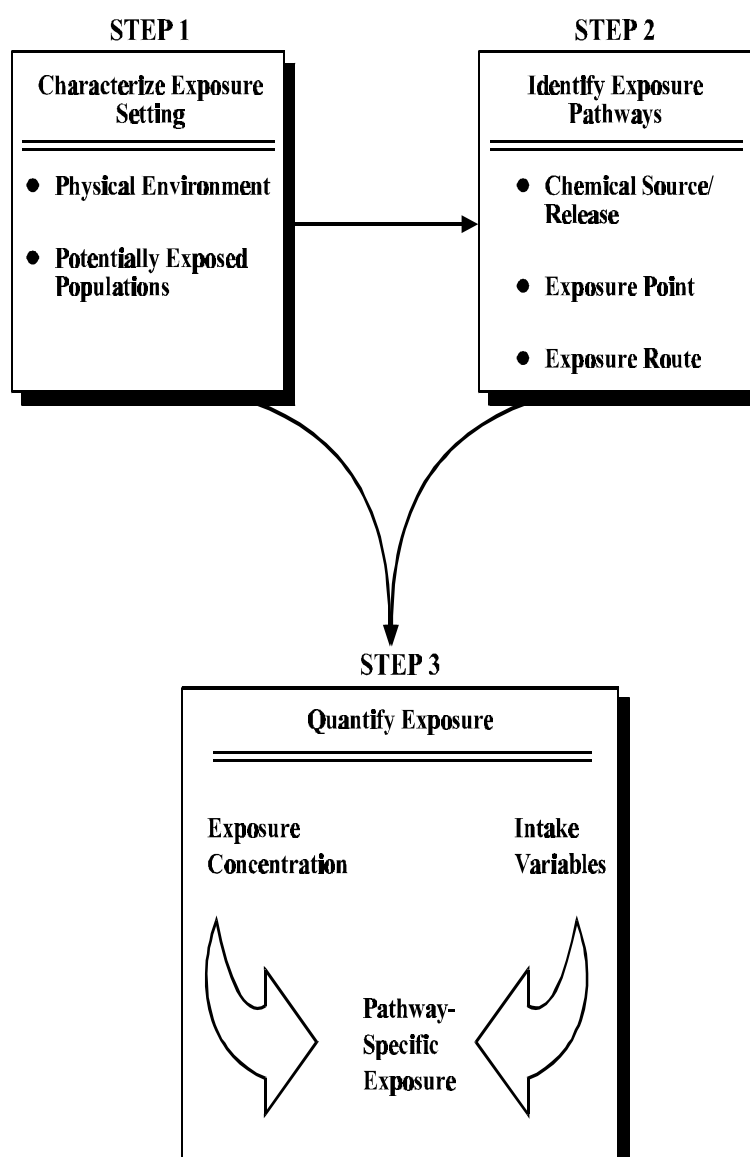 STEP 1
Characterize Exposure
Setting
● Physical Environment
● Potentially Exposed
Populations
STEP 2
Identify Exposure
Pathways
● Chemical Source/
Release
● Exposure Point
● Exposure Route
STEP 3
Quantify Exposure
Exposure
Concentration
Intake
Variables
Pathway-
Specific
Exposure